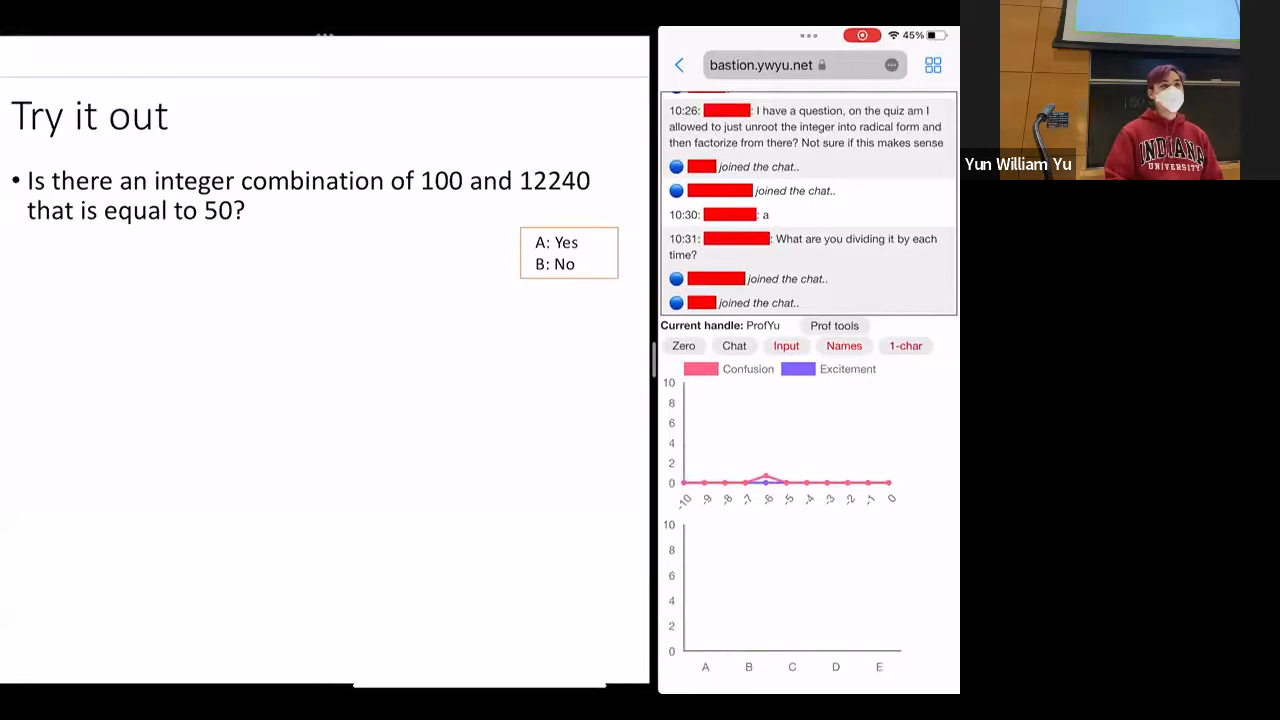 Try it out
• Is there an integer combination of 100 and 12240
that is equal to 50?
A: Yes
B: No
45%
bastion.ywyu.net
10:26: : I have a question, on the quiz am I
allowed to just unroot the integer into radical form and
then factorize from there? Not sure if this makes sense
joined the chat..
joined the chat..
10:30: : a
10:31: : What are you dividing it by each
time?
joined the chat..
joined the chat..
Current handle: ProfYu Prof tools
Zero Chat Input Names 1-char
Confusion Excitement
10
8
6
4
2
0
-10 -9 -8 -7 -6 -5 -4 -3 -2 -1 0
10
8
6
4
2
0
A B C D E
Yun William Yu
INDIANA
UNIVERSITY